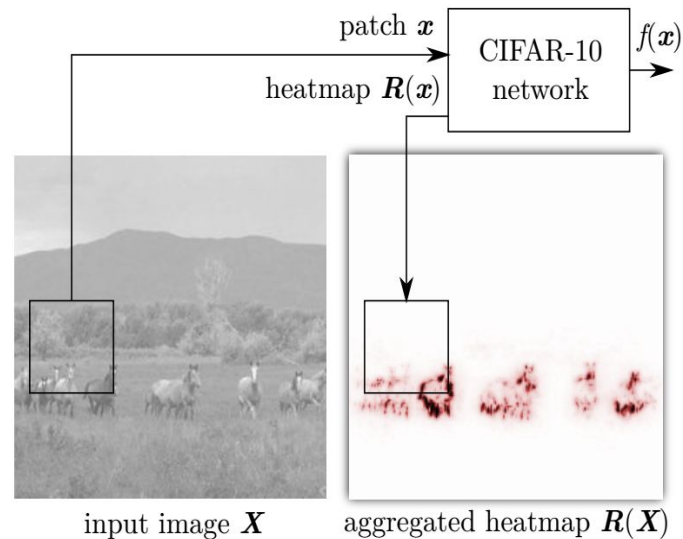 patch x
heatmap R(x)
CIFAR-10
network
f(x)
input image X
aggregated heatmap R(X)